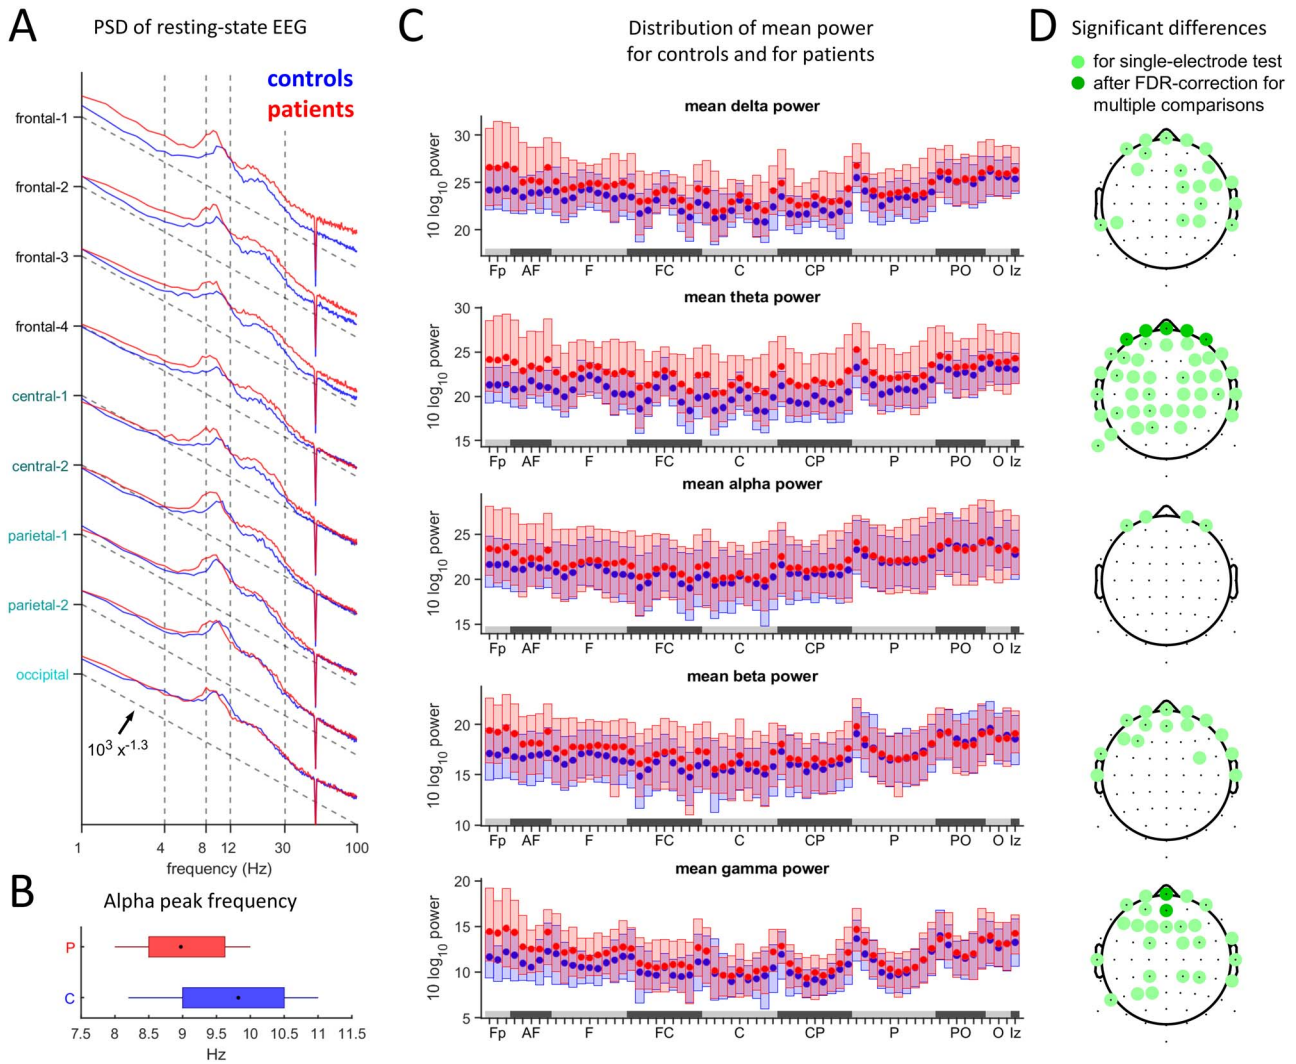 A
PSD of resting-state EEG
controls
patients
frontal-1
frontal-2
frontal-3
frontal-4
central-1
central-2
parietal-1
parietal-2
occipital
10³ x⁻¹·³
1 4 8 12 30 100
frequency (Hz)
B
Alpha peak frequency
P
C
7.5 8 8.5 9 9.5 10 10.5 11 11.5
Hz
C
Distribution of mean power
for controls and for patients
mean delta power
10 log₁₀ power
30
25
20
Fp AF F FC C CP P PO O Iz
mean theta power
10 log₁₀ power
30
25
20
15
Fp AF F FC C CP P PO O Iz
mean alpha power
10 log₁₀ power
25
20
15
Fp AF F FC C CP P PO O Iz
mean beta power
10 log₁₀ power
20
15
10
Fp AF F FC C CP P PO O Iz
mean gamma power
10 log₁₀ power
20
15
10
5
Fp AF F FC C CP P PO O Iz
D
Significant differences
for single-electrode test
after FDR-correction for
multiple comparisons